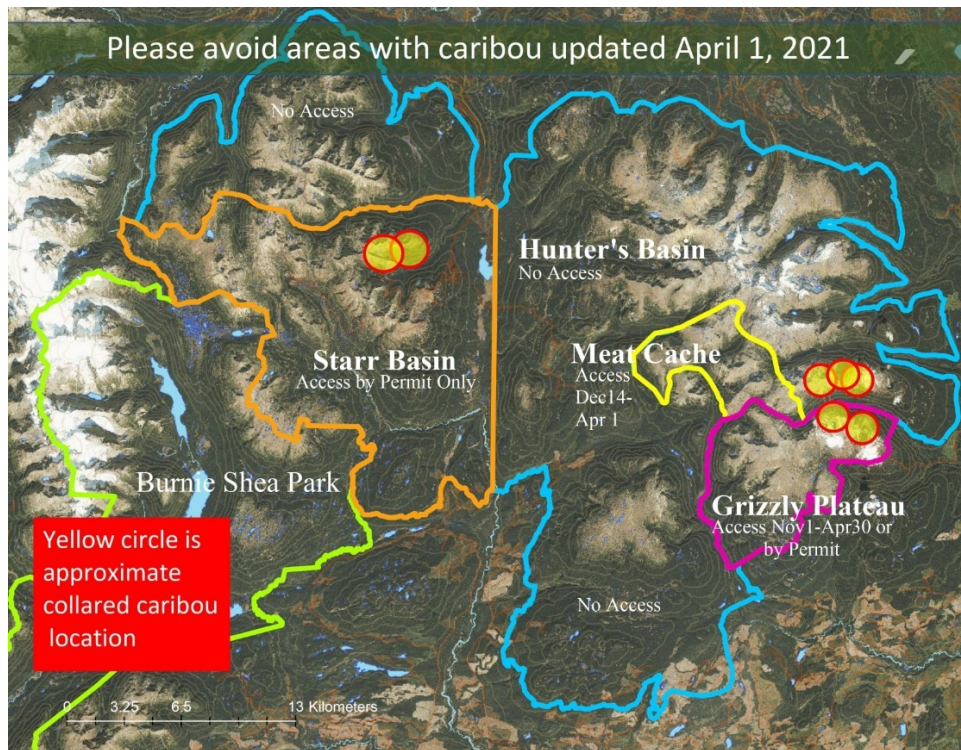 Please avoid areas with caribou updated April 1, 2021
No Access
Hunter's Basin
No Access
Starr Basin
Access by Permit Only
Meat Cache
Access
Dec14-
Apr 1
Burnie Shea Park
Grizzly Plateau
Access Nov1-Apr30 or
by Permit
Yellow circle is
approximate
collared caribou
location
No Access
0 3.25 6.5 13 Kilometers